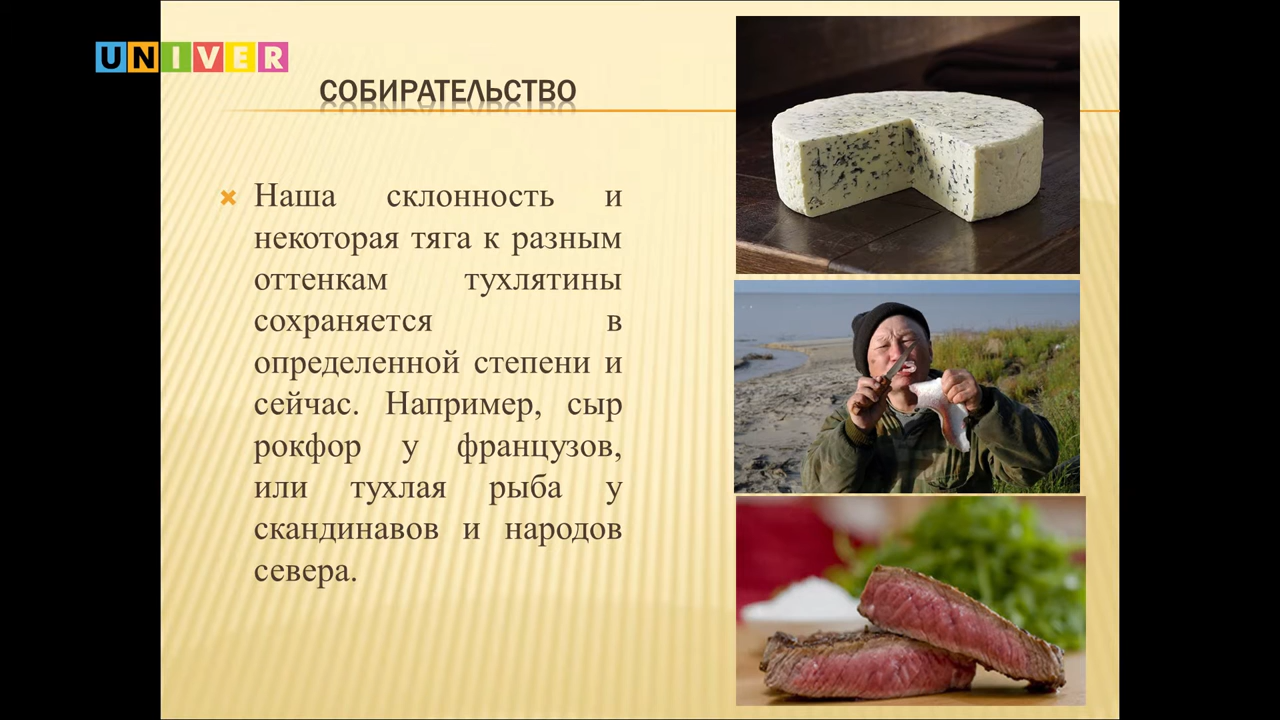 UNIVER
СОБИРАТЕЛЬСТВО
Наша склонность и
некоторая тяга к разным
оттенкам тухлятины
сохраняется в
определенной степени и
сейчас. Например, сыр
рокфор у французов,
или тухлая рыба у
скандинавов и народов
севера.